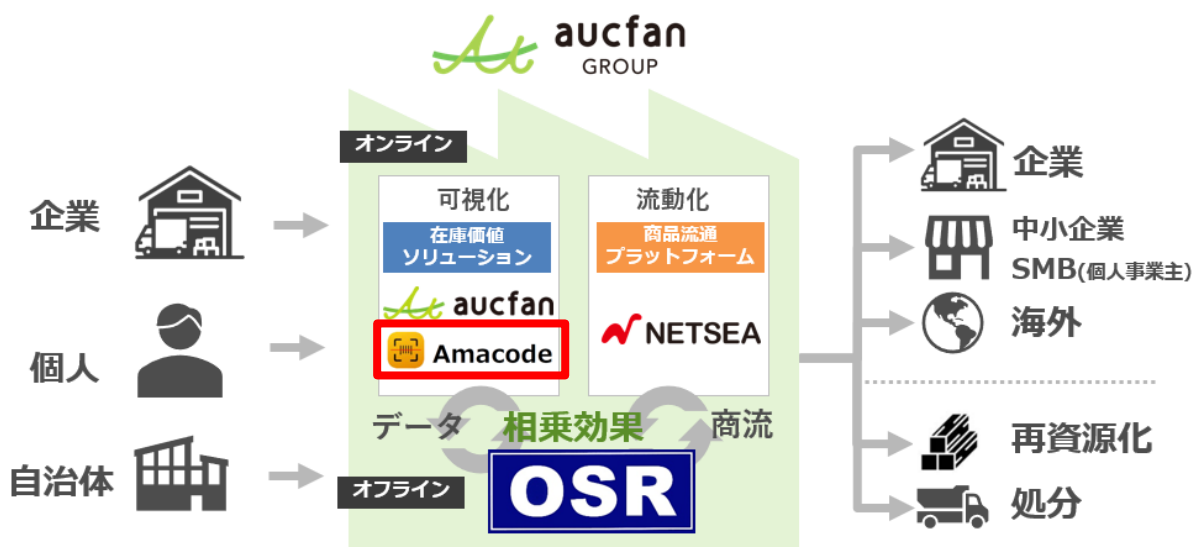 aucfan
GROUP
オンライン
企業
個人
自治体
可視化
在庫価値
ソリューション
aucfan
Amacode
流動化
商品流通
プラットフォーム
NETSEA
データ
相乗効果
商流
オフライン
OSR
企業
中小企業
SMB(個人事業主)
海外
再資源化
処分